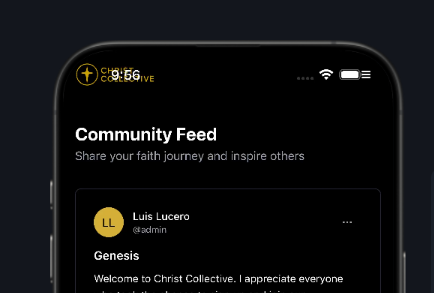 CHRIST
COLLECTIVE
9:56
Community Feed
Share your faith journey and inspire others
LL
Luis Lucero
@admin
...
Genesis
Welcome to Christ Collective. I appreciate everyone